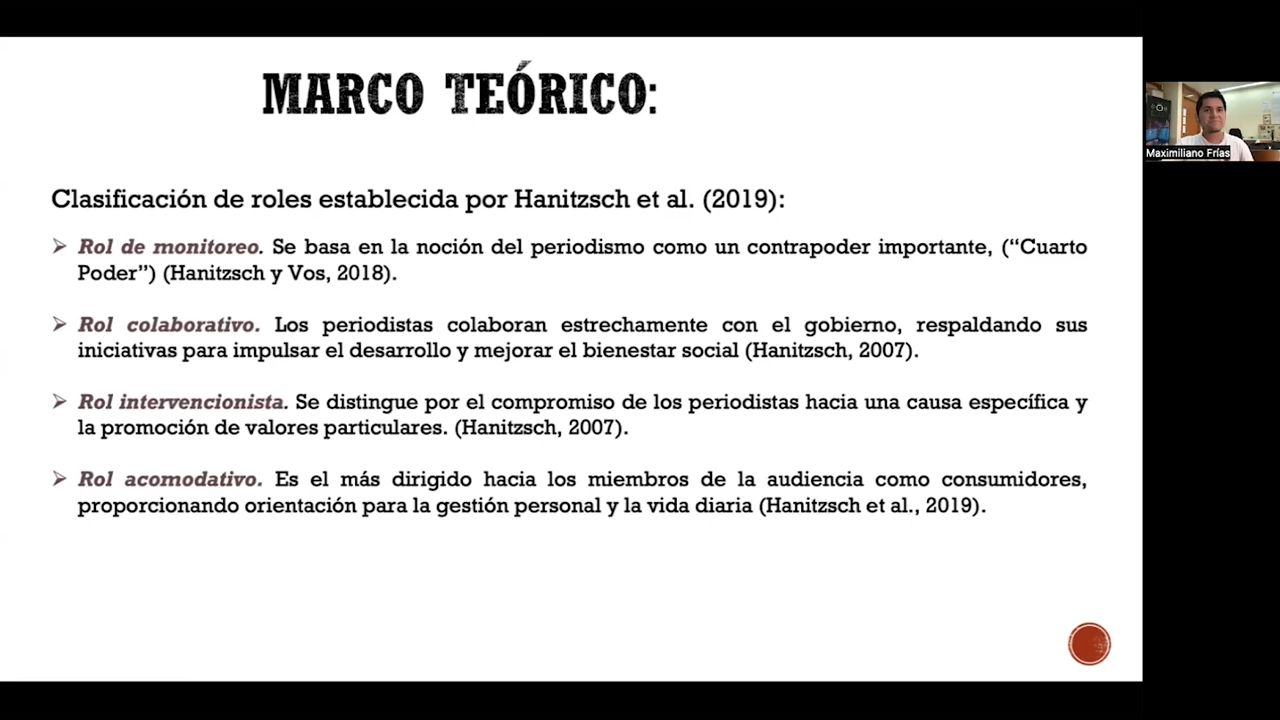 MARCO TEÓRICO:
Clasificación de roles establecida por Hanitzsch et al. (2019):
Rol de monitoreo. Se basa en la noción del periodismo como un contrapoder importante, (“Cuarto
Poder”) (Hanitzsch y Vos, 2018).
Rol colaborativo. Los periodistas colaboran estrechamente con el gobierno, respaldando sus
iniciativas para impulsar el desarrollo y mejorar el bienestar social (Hanitzsch, 2007).
Rol intervencionista. Se distingue por el compromiso de los periodistas hacia una causa específica y
la promoción de valores particulares. (Hanitzsch, 2007).
Rol acomodativo. Es el más dirigido hacia los miembros de la audiencia como consumidores,
proporcionando orientación para la gestión personal y la vida diaria (Hanitzsch et al., 2019).
Maximiliano Frías